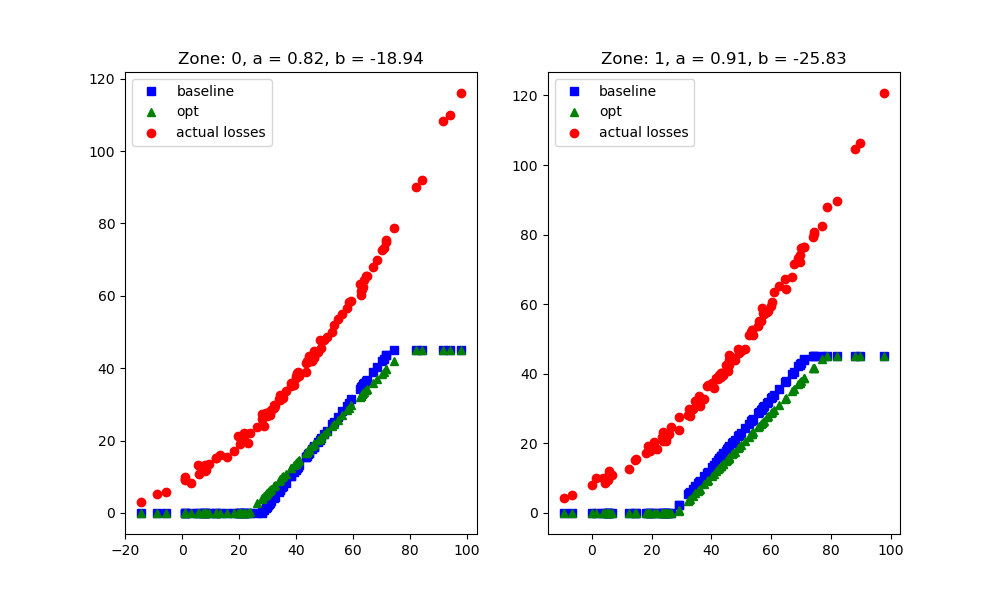 Zone: 0, a = 0.82, b = -18.94
baseline
opt
actual losses
120
100
80
60
40
20
0
-20 0 20 40 60 80 100
Zone: 1, a = 0.91, b = -25.83
baseline
opt
actual losses
120
100
80
60
40
20
0
0 20 40 60 80 100